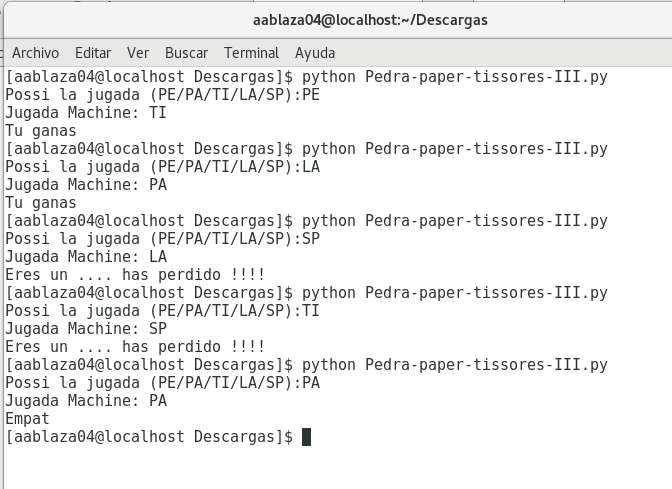 aablaza04@localhost:~/Descargas
Archivo Editar Ver Buscar Terminal Ayuda
[aablaza04@localhost Descargas]$ python Pedra-paper-tissores-III.py
Possi la jugada (PE/PA/TI/LA/SP):PE
Jugada Machine: TI
Tu ganas
[aablaza04@localhost Descargas]$ python Pedra-paper-tissores-III.py
Possi la jugada (PE/PA/TI/LA/SP):LA
Jugada Machine: PA
Tu ganas
[aablaza04@localhost Descargas]$ python Pedra-paper-tissores-III.py
Possi la jugada (PE/PA/TI/LA/SP):SP
Jugada Machine: LA
Eres un .... has perdido !!!!
[aablaza04@localhost Descargas]$ python Pedra-paper-tissores-III.py
Possi la jugada (PE/PA/TI/LA/SP):TI
Jugada Machine: SP
Eres un .... has perdido !!!!
[aablaza04@localhost Descargas]$ python Pedra-paper-tissores-III.py
Possi la jugada (PE/PA/TI/LA/SP):PA
Jugada Machine: PA
Empat
[aablaza04@localhost Descargas]$